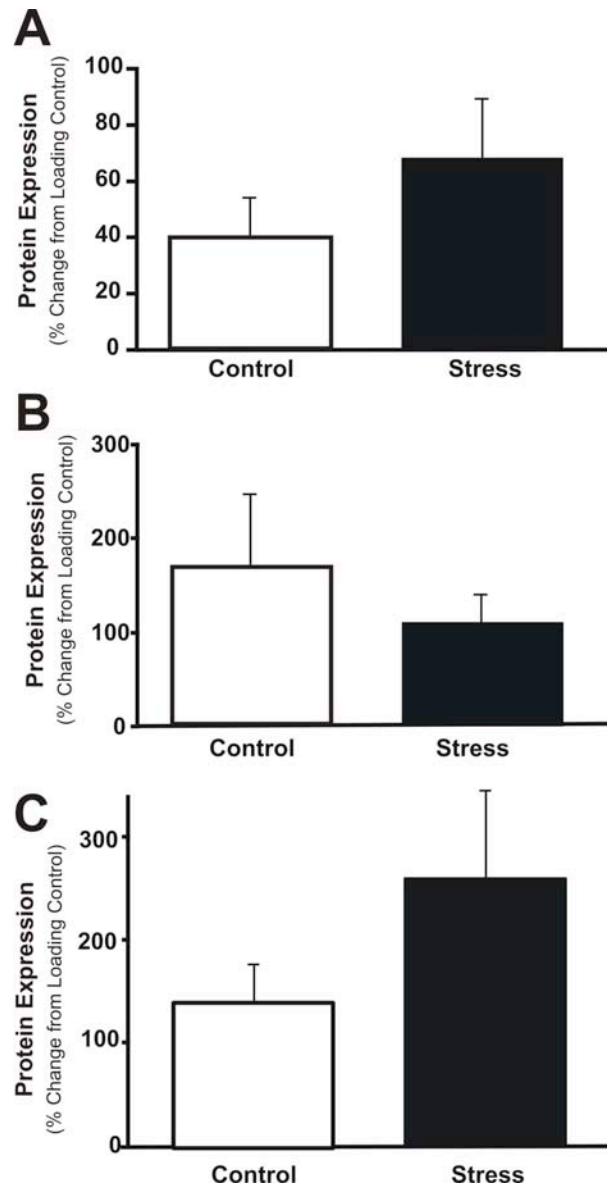 A
Protein Expression
(% Change from Loading Control)
100
80
60
40
20
0
Control Stress
B
Protein Expression
(% Change from Loading Control)
300
200
100
0
Control Stress
C
Protein Expression
(% Change from Loading Control)
300
200
100
0
Control Stress